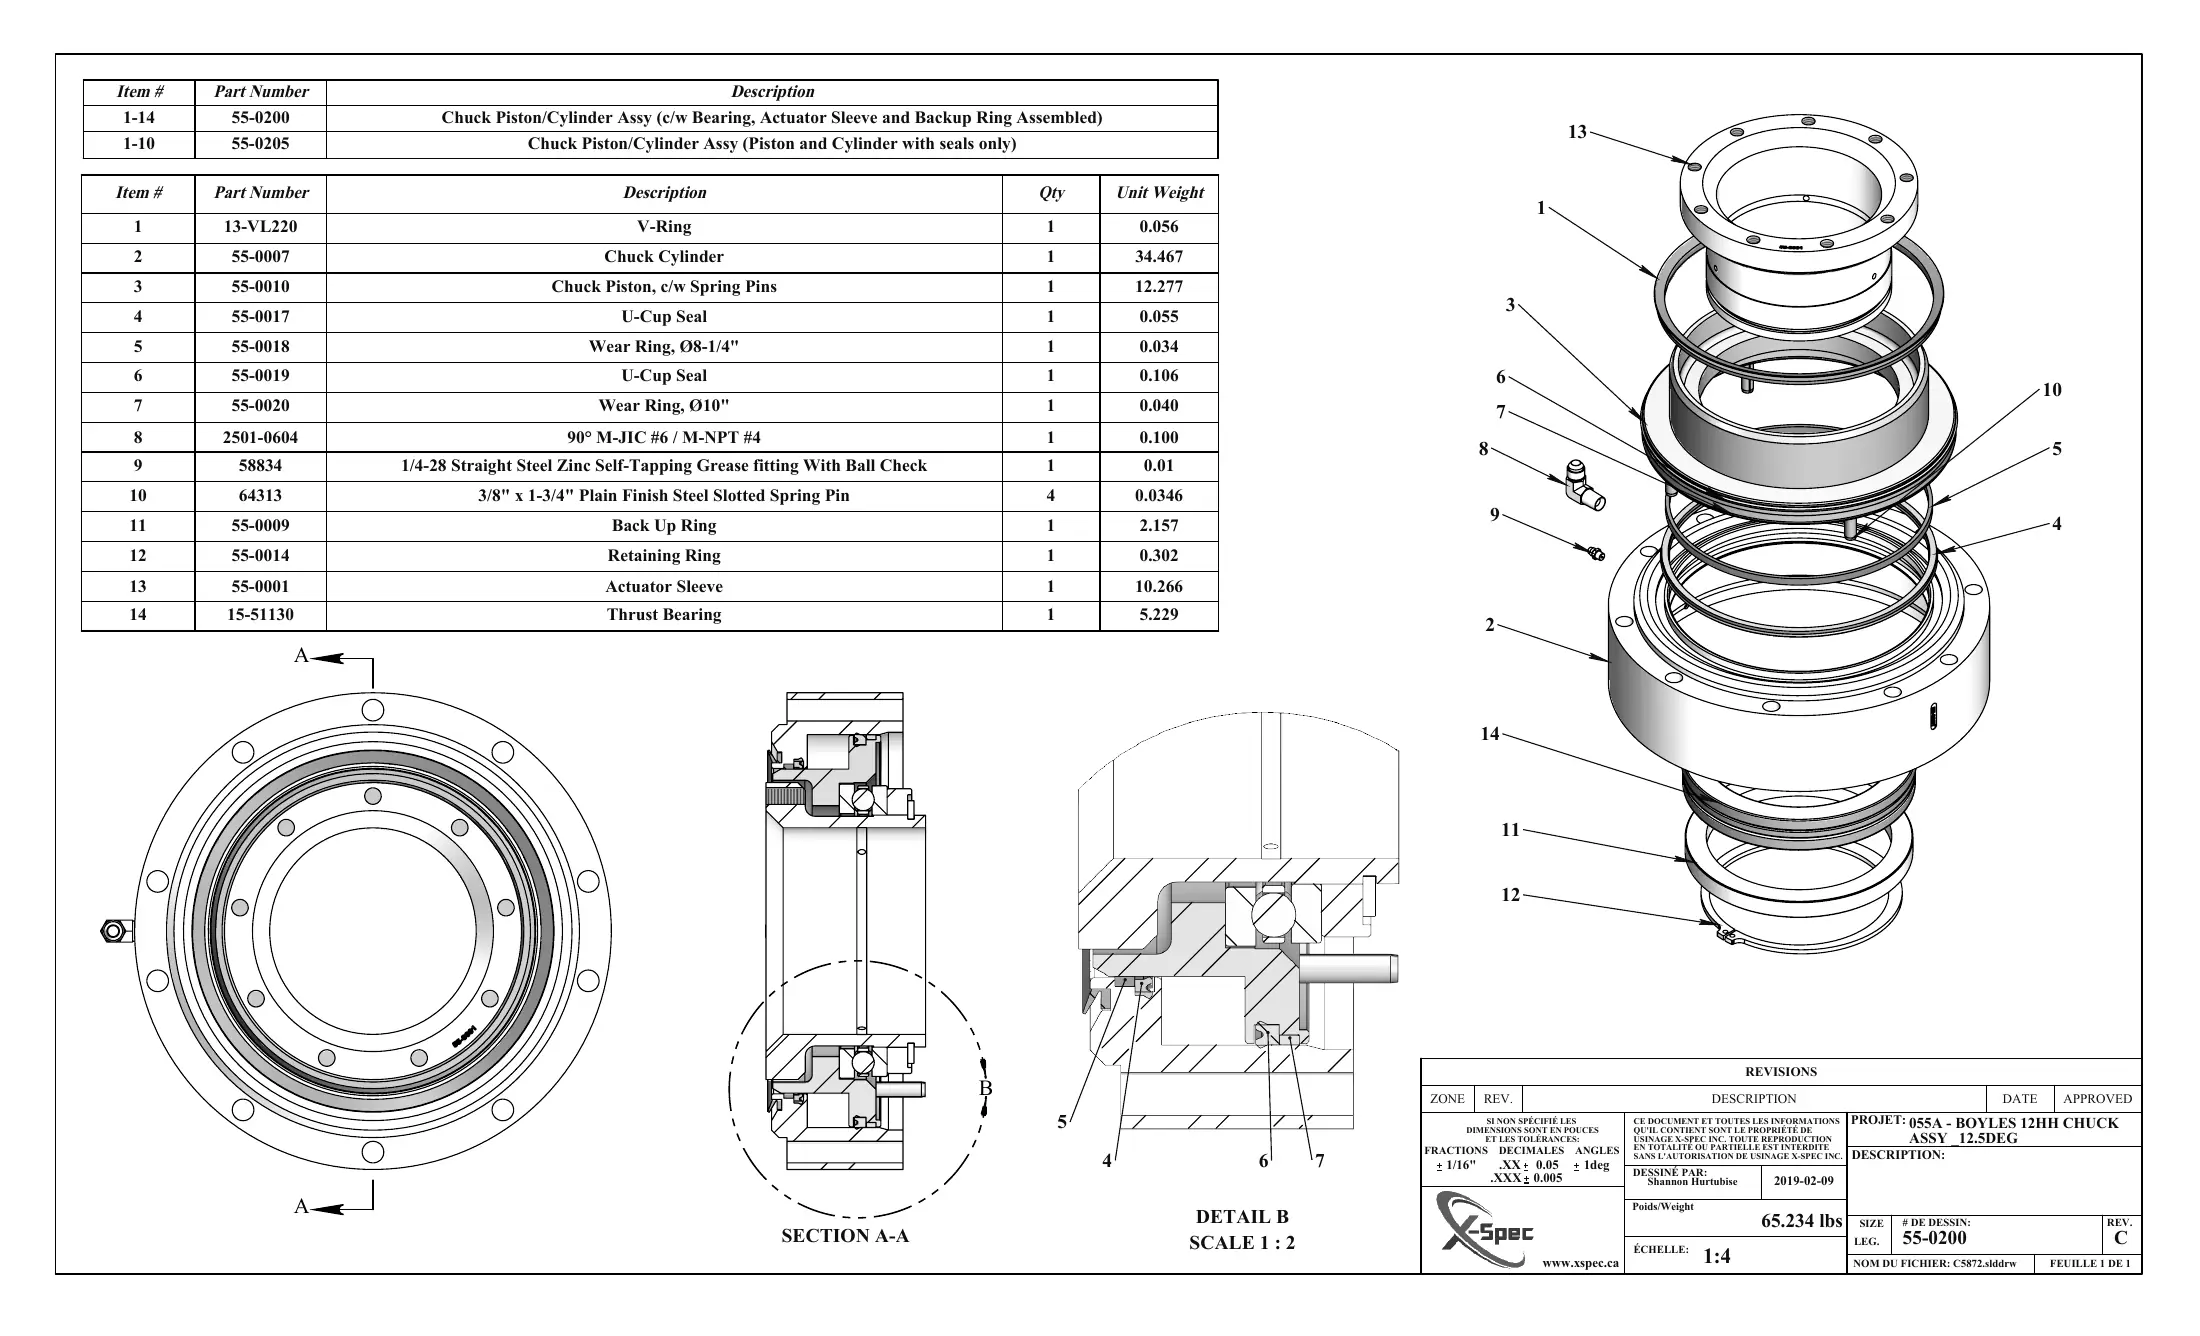 Item # Part Number Description
1-14 55-0200 Chuck Piston/Cylinder Assy (c/w Bearing, Actuator Sleeve and Backup Ring Assembled)
1-10 55-0205 Chuck Piston/Cylinder Assy (Piston and Cylinder with seals only)
Item # Part Number Description Qty Unit Weight
1 13-VL220 V-Ring 1 0.056
2 55-0007 Chuck Cylinder 1 34.467
3 55-0010 Chuck Piston, c/w Spring Pins 1 12.277
4 55-0017 U-Cup Seal 1 0.055
5 55-0018 Wear Ring, Ø8-1/4" 1 0.034
6 55-0019 U-Cup Seal 1 0.106
7 55-0020 Wear Ring, Ø10" 1 0.040
8 2501-0604 90° M-JIC #6 / M-NPT #4 1 0.100
9 58834 1/4-28 Straight Steel Zinc Self-Tapping Grease fitting With Ball Check 1 0.01
10 64313 3/8" x 1-3/4" Plain Finish Steel Slotted Spring Pin 4 0.0346
11 55-0009 Back Up Ring 1 2.157
12 55-0014 Retaining Ring 1 0.302
13 55-0001 Actuator Sleeve 1 10.266
14 15-51130 Thrust Bearing 1 5.229
13
1
3
6
7
8
9
10
5
4
2
14
11
12
A
A
B
SECTION A-A
5
4
6
7
DETAIL B
SCALE 1 : 2
REVISIONS
ZONE REV. DESCRIPTION DATE APPROVED
SI NON SPÉCIFIÉ LES
DIMENSIONS SONT EN POUCES
ET LES TOLÉRANCES:
FRACTIONS DECIMALES ANGLES
± 1/16" .XX ± 0.05 ± 1deg
.XXX ± 0.005
CE DOCUMENT ET TOUTES LES INFORMATIONS
QU'IL CONTIENT SONT LE PROPRIÉTÉ DE
USINAGE X-SPEC INC. TOUTE REPRODUCTION
EN TOTALITÉ OU PARTIELLE EST INTERDITE
SANS L'AUTORISATION DE USINAGE X-SPEC INC.
DESSINÉ PAR:
Shannon Hurtubise 2019-02-09
Poids/Weight
65.234 lbs
ÉCHELLE: 1:4
X-Spec
www.xspec.ca
PROJET: 055A - BOYLES 12HH CHUCK
ASSY _12.5DEG
DESCRIPTION:
SIZE # DE DESSIN: REV.
LEG. 55-0200 C
NOM DU FICHIER: C5872.slddrw FEUILLE 1 DE 1